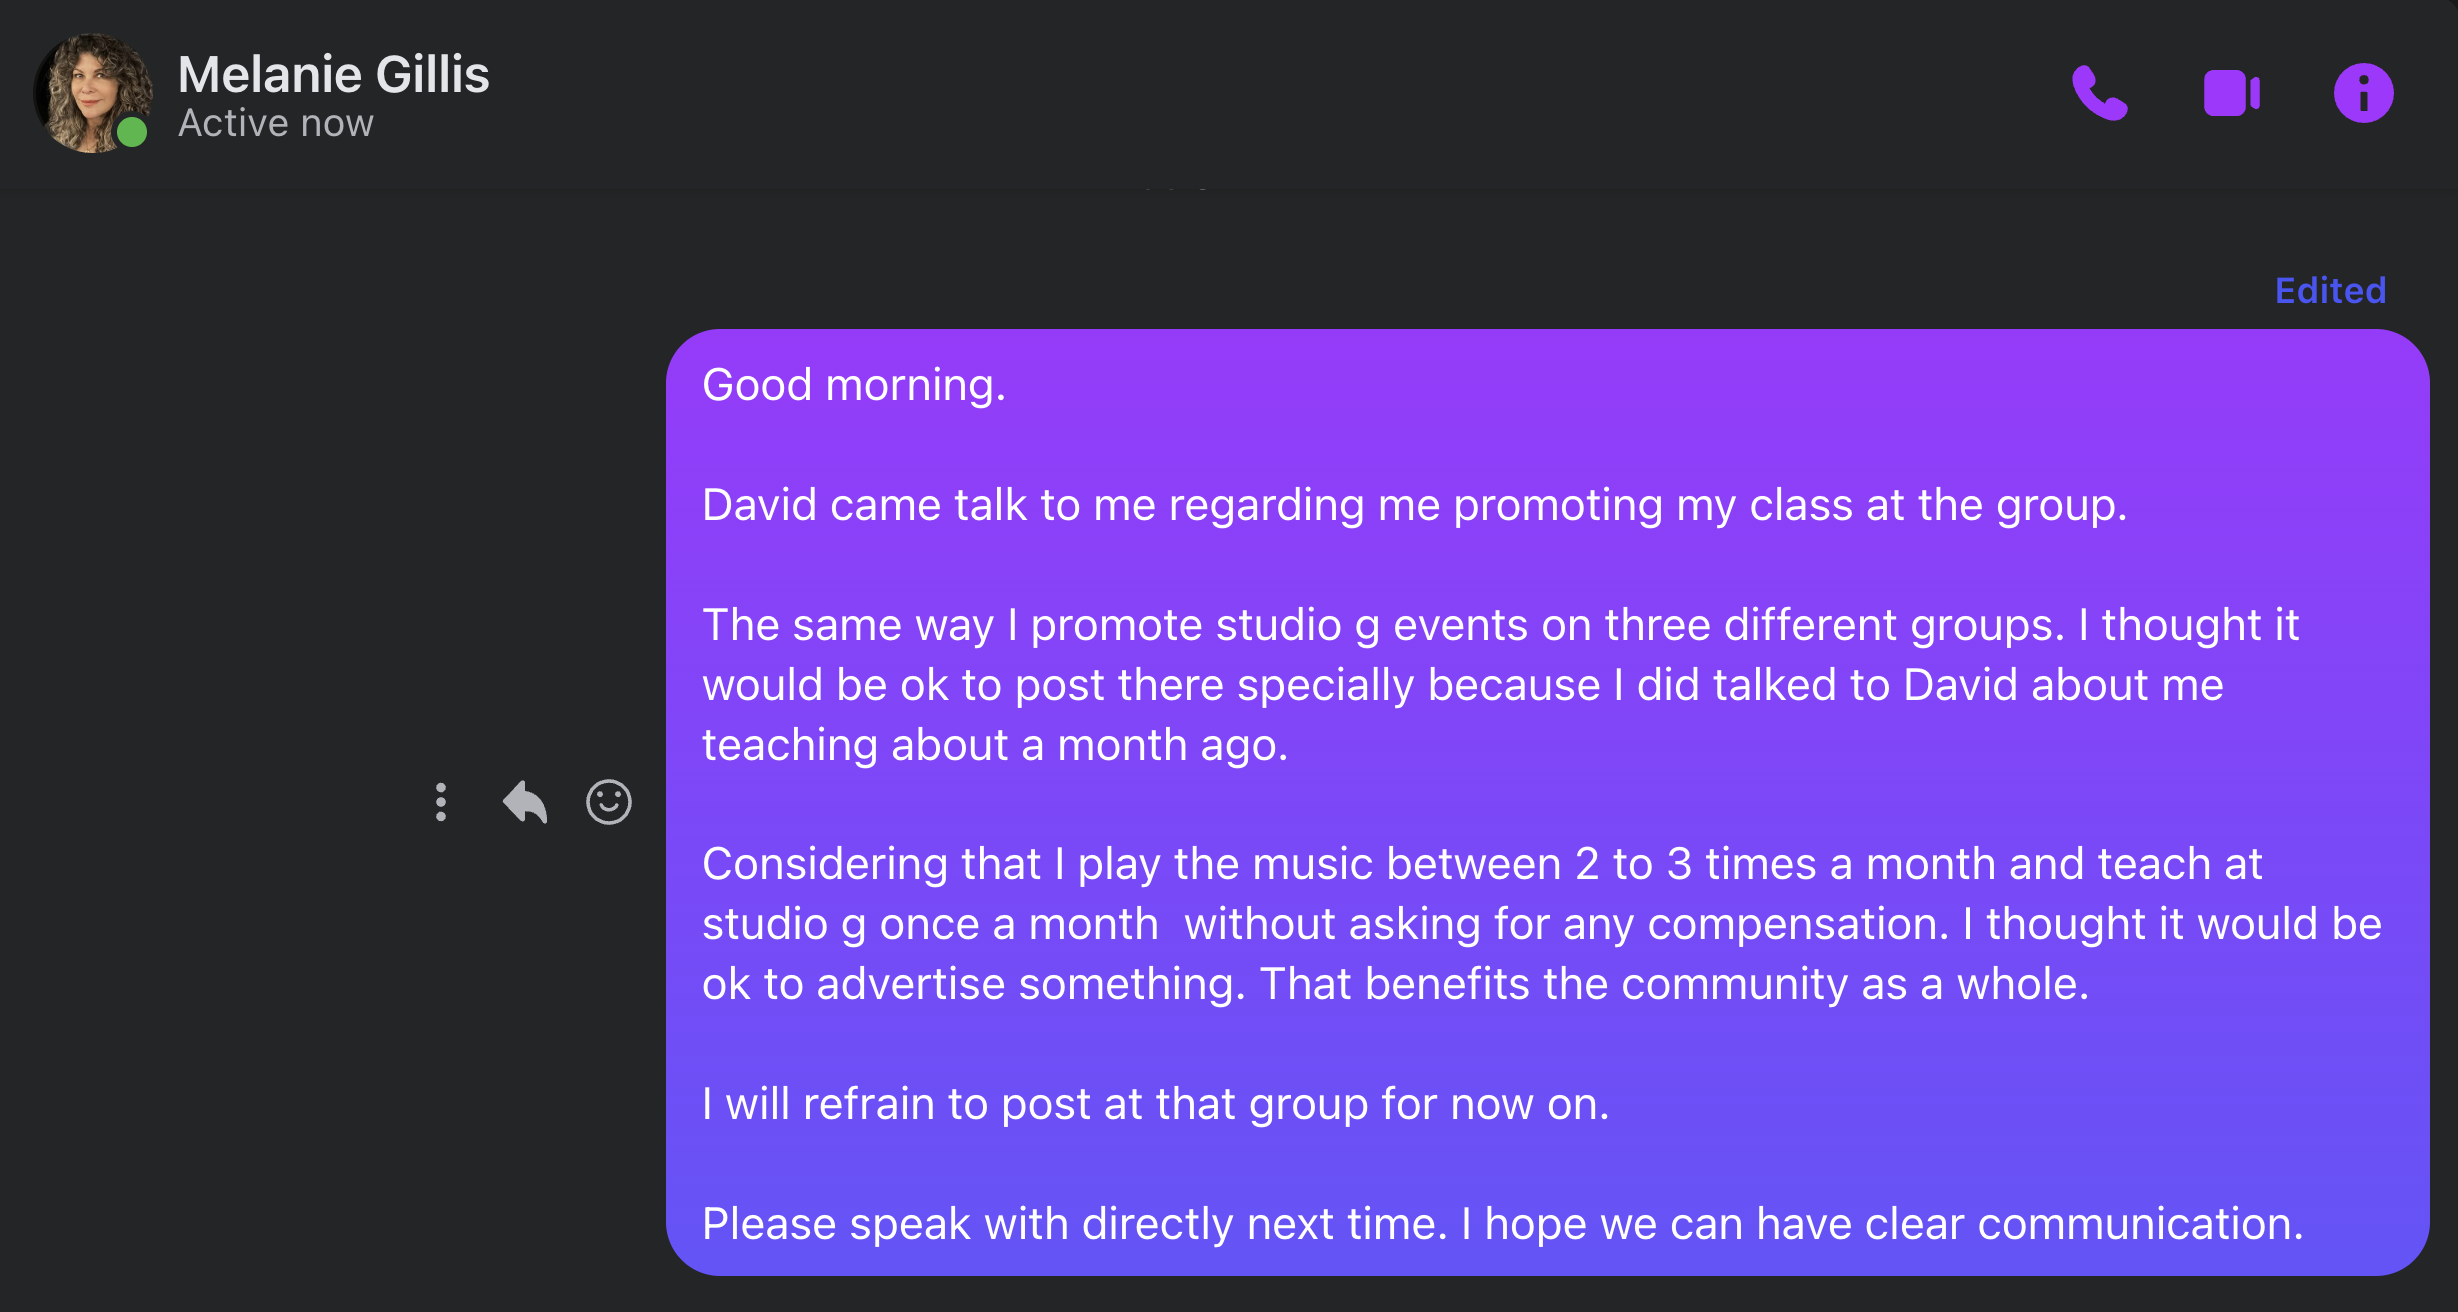 Melanie Gillis
Active now
Edited
Good morning.
David came talk to me regarding me promoting my class at the group.
The same way I promote studio g events on three different groups. I thought it
would be ok to post there specially because I did talked to David about me
teaching about a month ago.
Considering that I play the music between 2 to 3 times a month and teach at
studio g once a month  without asking for any compensation. I thought it would be
ok to advertise something. That benefits the community as a whole.
I will refrain to post at that group for now on.
Please speak with directly next time. I hope we can have clear communication.